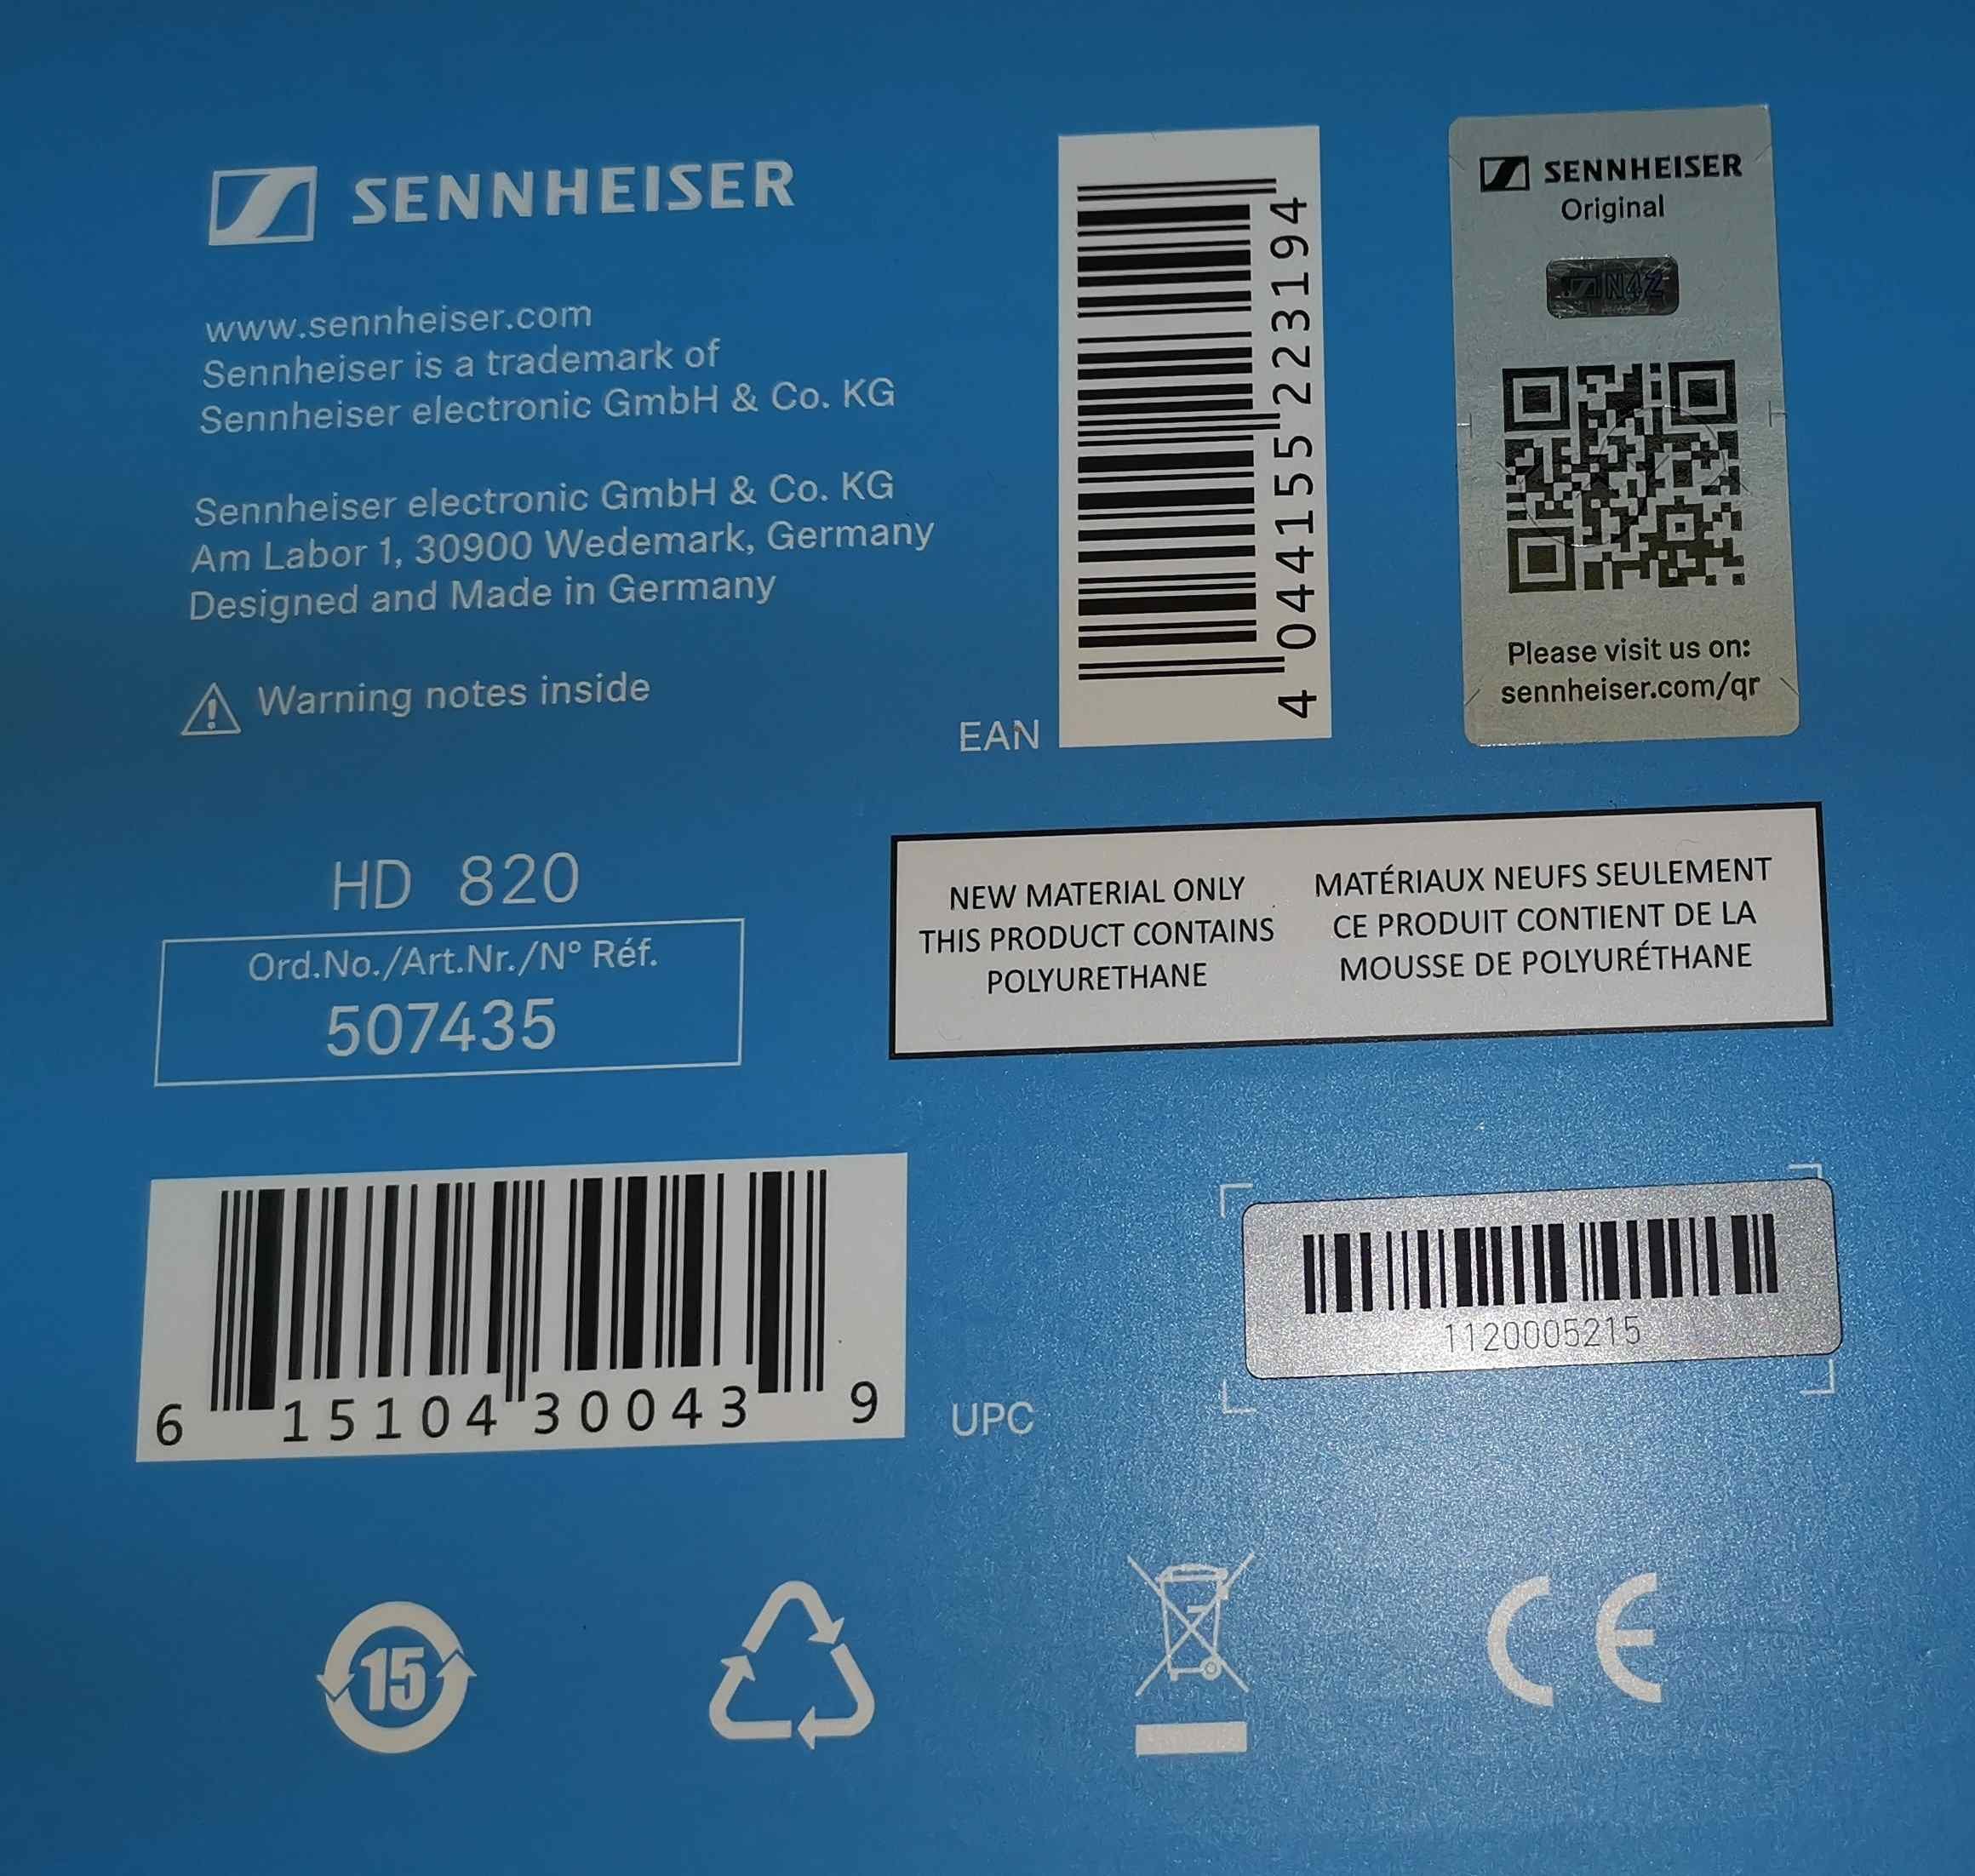 SENNHEISER
www.sennheiser.com
Sennheiser is a trademark of
Sennheiser electronic GmbH & Co. KG
Sennheiser electronic GmbH & Co. KG
Am Labor 1, 30900 Wedemark, Germany
Designed and Made in Germany
Warning notes inside
EAN
4 044155 223194
SENNHEISER
Original
N4Z
Please visit us on:
sennheiser.com/qr
HD 820
Ord.No./Art.Nr./N° Réf.
507435
NEW MATERIAL ONLY
THIS PRODUCT CONTAINS
POLYURETHANE
MATÉRIAUX NEUFS SEULEMENT
CE PRODUIT CONTIENT DE LA
MOUSSE DE POLYURÉTHANE
6 15104 30043 9
UPC
1120005215
15
CE